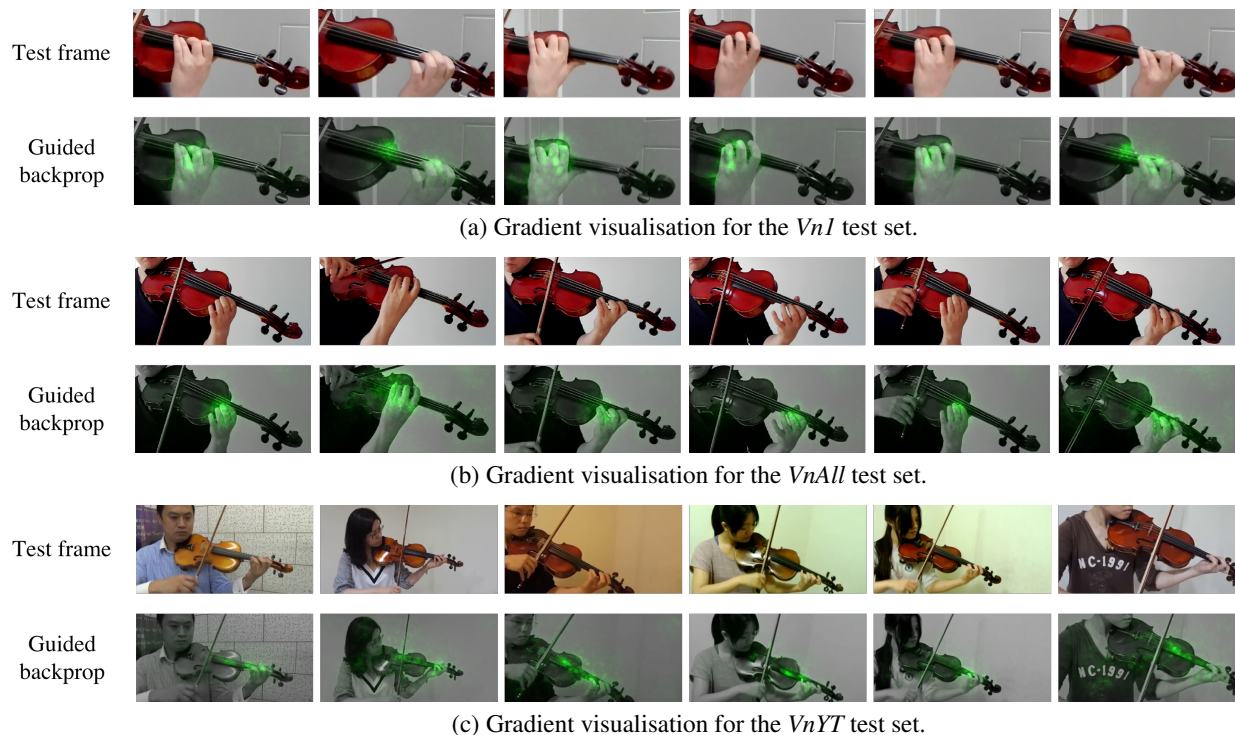 Test frame
Guided
backprop
(a) Gradient visualisation for the Vn1 test set.
Test frame
Guided
backprop
(b) Gradient visualisation for the VnAll test set.
Test frame
NC-1991
Guided
backprop
NC-1991
(c) Gradient visualisation for the VnYT test set.